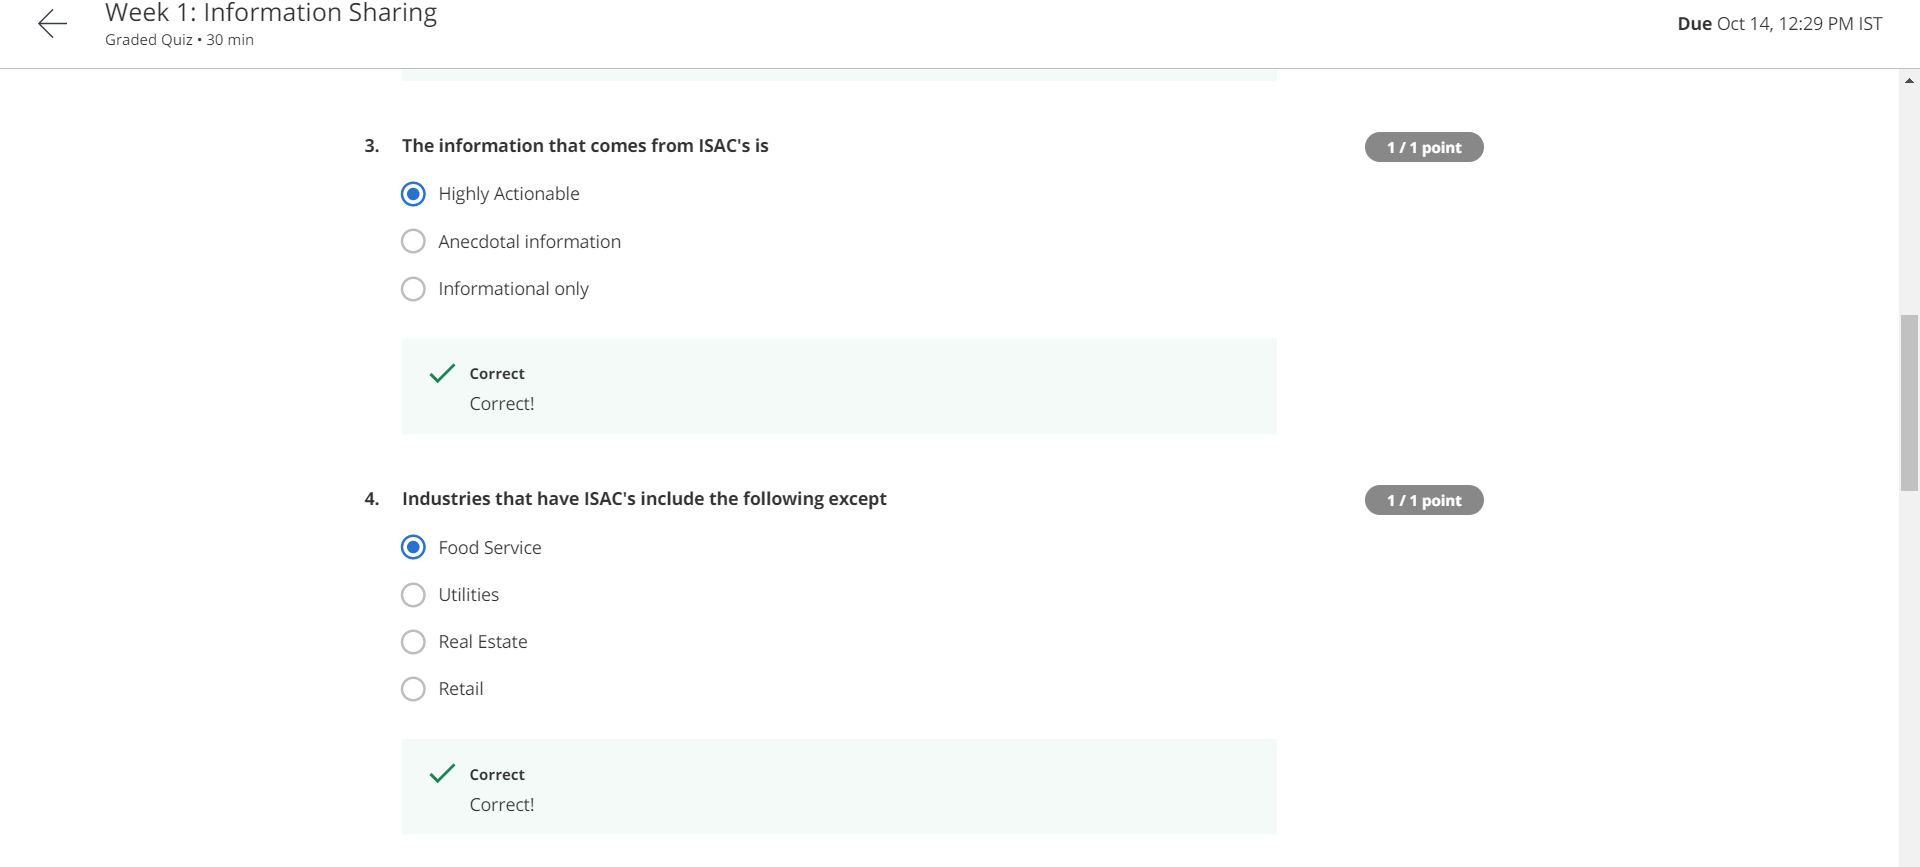 Week 1: Information Sharing
Graded Quiz • 30 min
Due Oct 14, 12:29 PM IST
3. The information that comes from ISAC's is
1 / 1 point
Highly Actionable
Anecdotal information
Informational only
Correct
Correct!
4. Industries that have ISAC's include the following except
1 / 1 point
Food Service
Utilities
Real Estate
Retail
Correct
Correct!